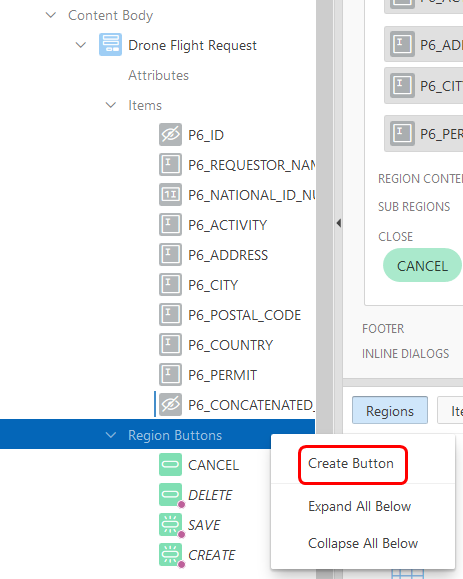 Content Body
Drone Flight Request
Attributes
Items
P6_ID
P6_REQUESTOR_NAM
P6_NATIONAL_ID_NU
P6_ACTIVITY
P6_ADDRESS
P6_CITY
P6_POSTAL_CODE
P6_COUNTRY
P6_PERMIT
P6_CONCATENATED_
Region Buttons
CANCEL
DELETE
SAVE
CREATE
P6_ADD
P6_CIT
P6_PER
REGION CONTE
SUB REGIONS
CLOSE
CANCEL
FOOTER
INLINE DIALOGS
Regions
Ite
Create Button
Expand All Below
Collapse All Below